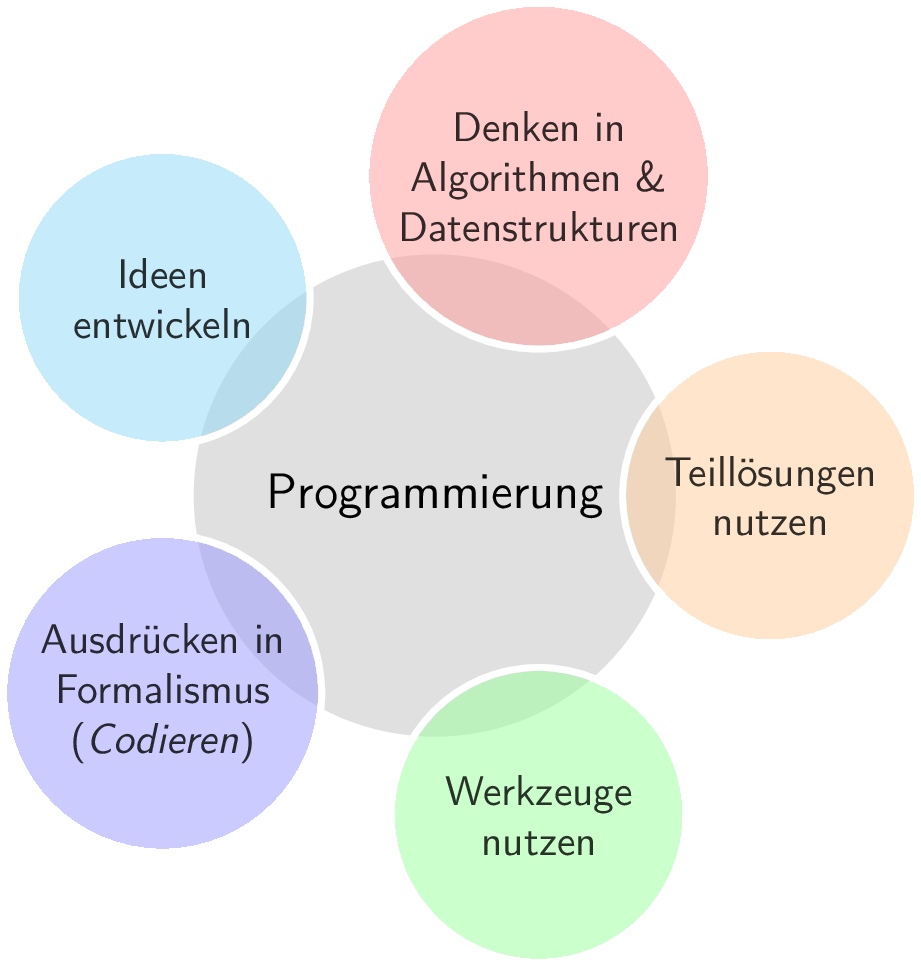 Denken in
Algorithmen &
Datenstrukturen
Ideen
entwickeln
Programmierung
Teillösungen
nutzen
Ausdrücken in
Formalismus
(Codieren)
Werkzeuge
nutzen